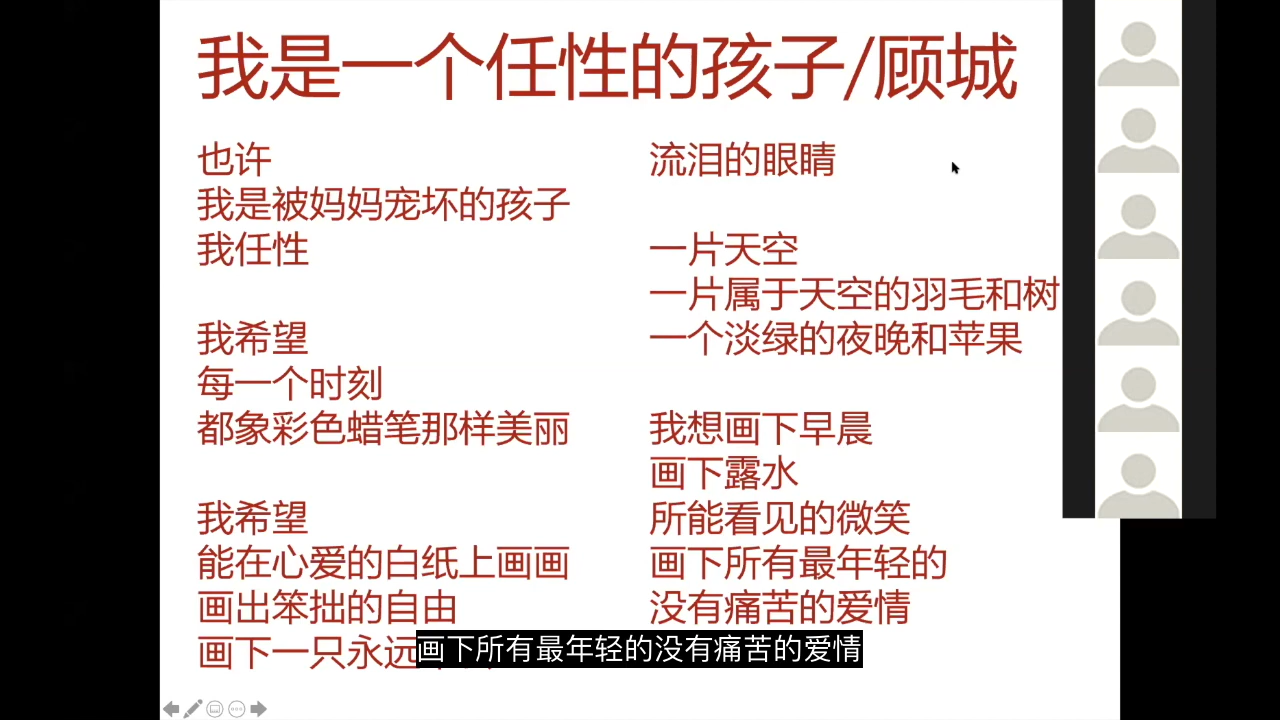 我是一个任性的孩子/顾城
也许
我是被妈妈宠坏的孩子
我任性
我希望
每一个时刻
都象彩色蜡笔那样美丽
我希望
能在心爱的白纸上画画
画出笨拙的自由
画下一只永远
流泪的眼睛
一片天空
一片属于天空的羽毛和树
一个淡绿的夜晚和苹果
我想画下早晨
画下露水
所能看见的微笑
画下所有最年轻的
没有痛苦的爱情
画下所有最年轻的没有痛苦的爱情